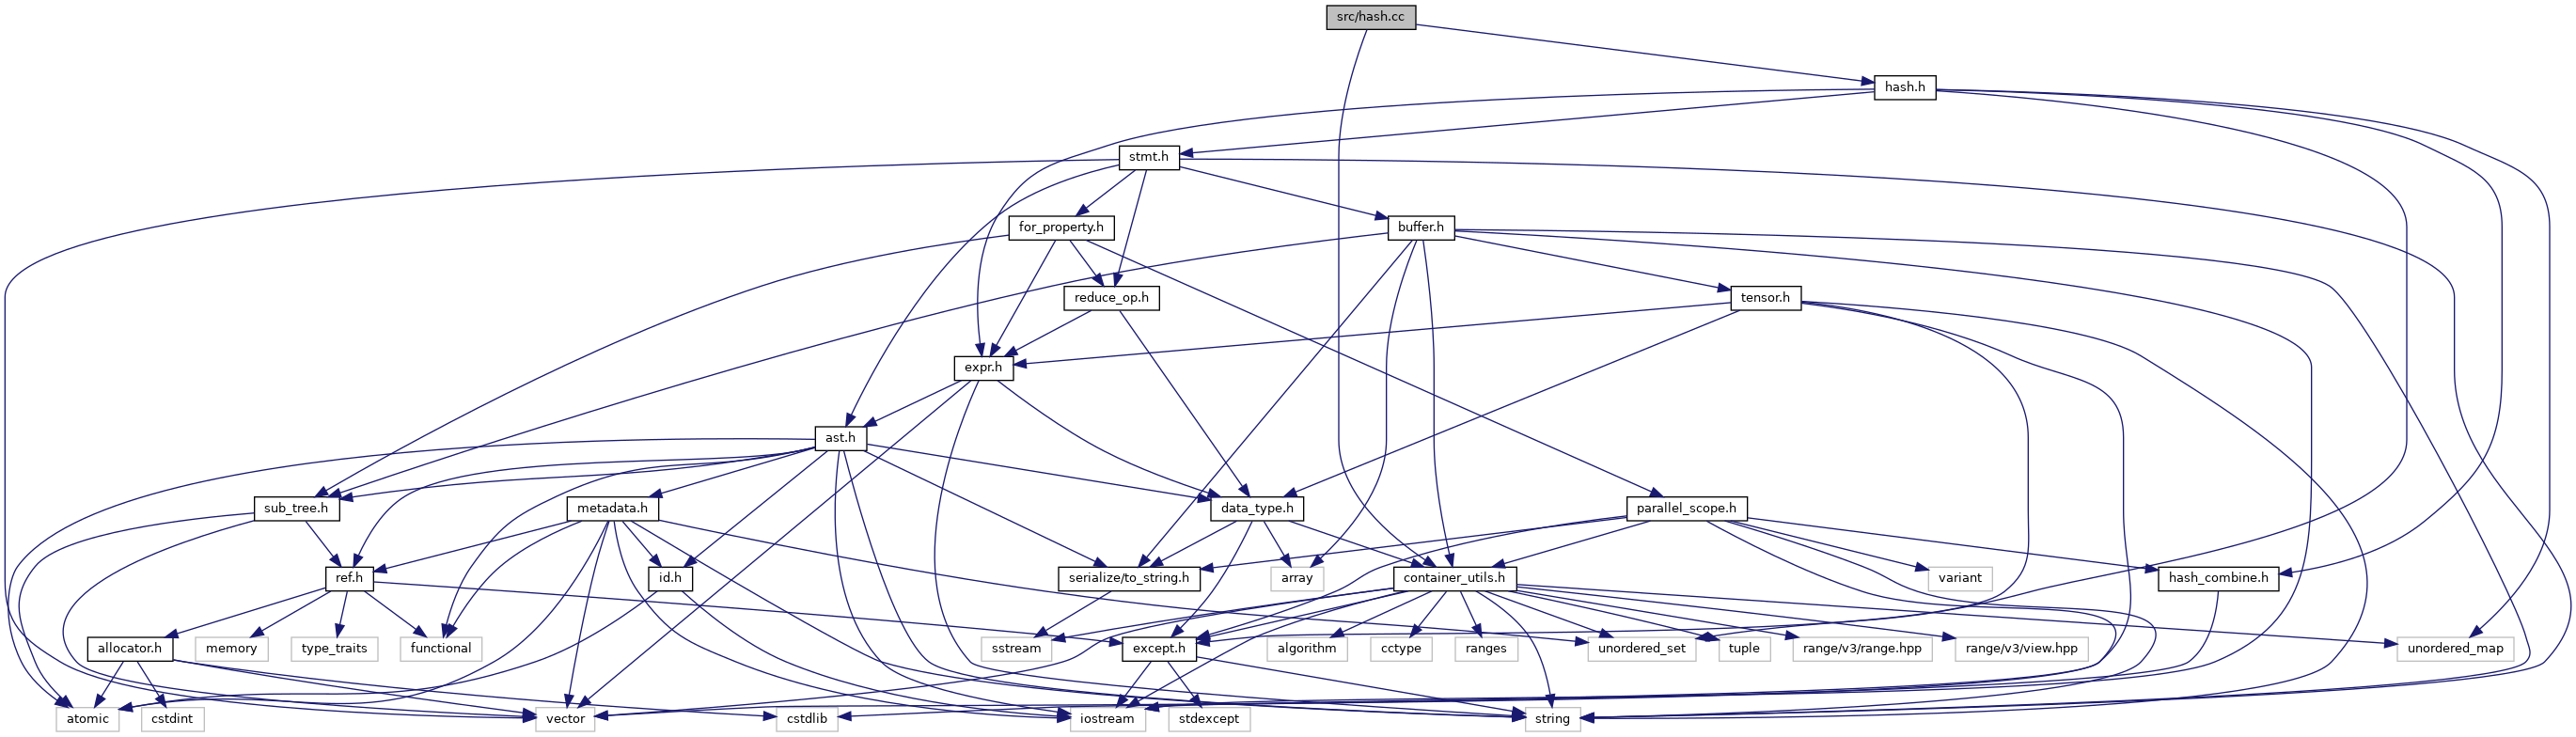 src/hash.cc
hash.h
stmt.h
for_property.h
buffer.h
reduce_op.h
tensor.h
expr.h
ast.h
sub_tree.h
metadata.h
data_type.h
parallel_scope.h
ref.h
id.h
serialize/to_string.h
array
container_utils.h
variant
hash_combine.h
allocator.h
memory
type_traits
functional
sstream
except.h
algorithm
cctype
ranges
unordered_set
tuple
range/v3/range.hpp
range/v3/view.hpp
unordered_map
atomic
cstdint
vector
cstdlib
iostream
stdexcept
string